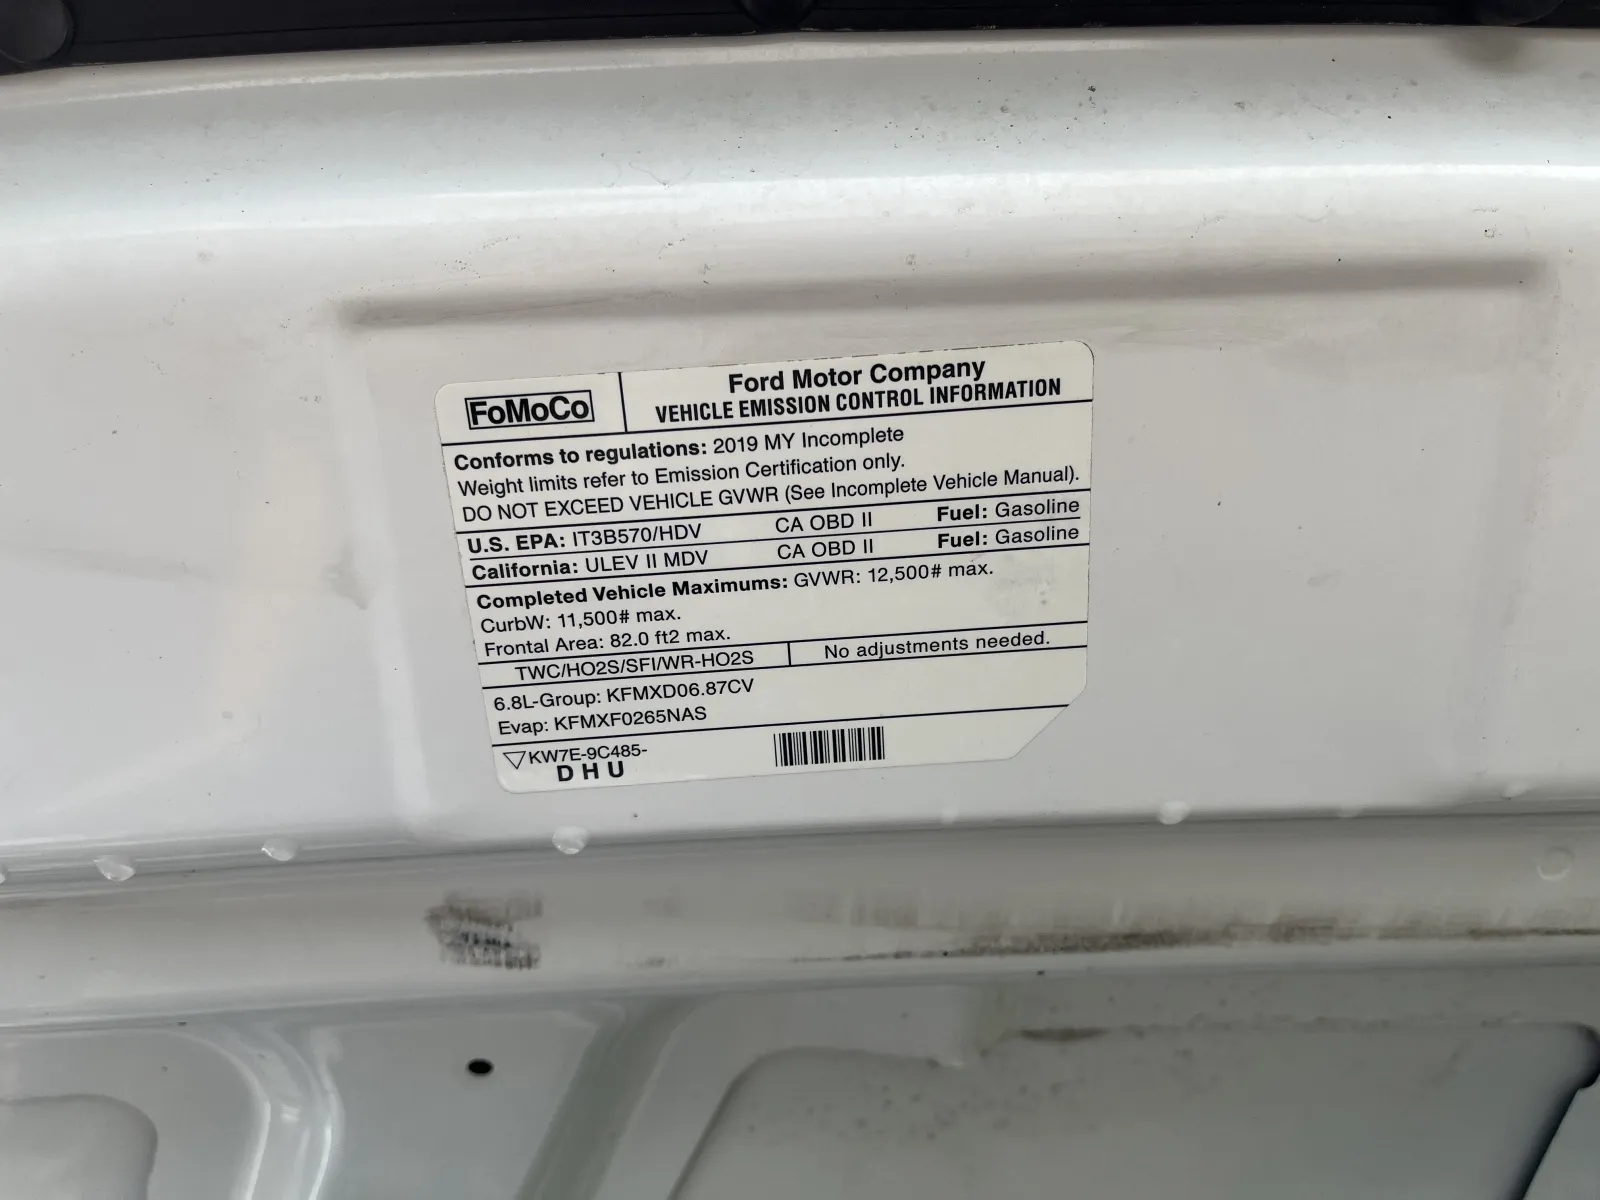 FoMoCo
Ford Motor Company
VEHICLE EMISSION CONTROL INFORMATION
Conforms to regulations: 2019 MY Incomplete
Weight limits refer to Emission Certification only.
DO NOT EXCEED VEHICLE GVWR (See Incomplete Vehicle Manual).
U.S. EPA: IT3B570/HDV CA OBD II Fuel: Gasoline
California: ULEV II MDV CA OBD II Fuel: Gasoline
Completed Vehicle Maximums: GVWR: 12,500# max.
CurbW: 11,500# max.
Frontal Area: 82.0 ft2 max.
TWC/HO2S/SFI/WR-HO2S No adjustments needed.
6.8L-Group: KFMXD06.87CV
Evap: KFMXF0265NAS
KW7E-9C485-
DHU